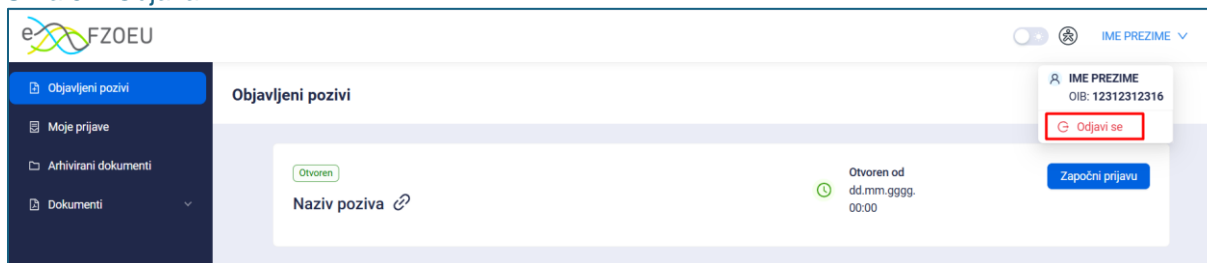 e FZOEU
IME PREZIME
Objavljeni pozivi
Moje prijave
Arhivirani dokumenti
Dokumenti
Objavljeni pozivi
IME PREZIME
OIB: 12312312316
Odjavi se
Otvoren
Naziv poziva
Otvoren od
dd.mm.gggg.
00:00
Započni prijavu